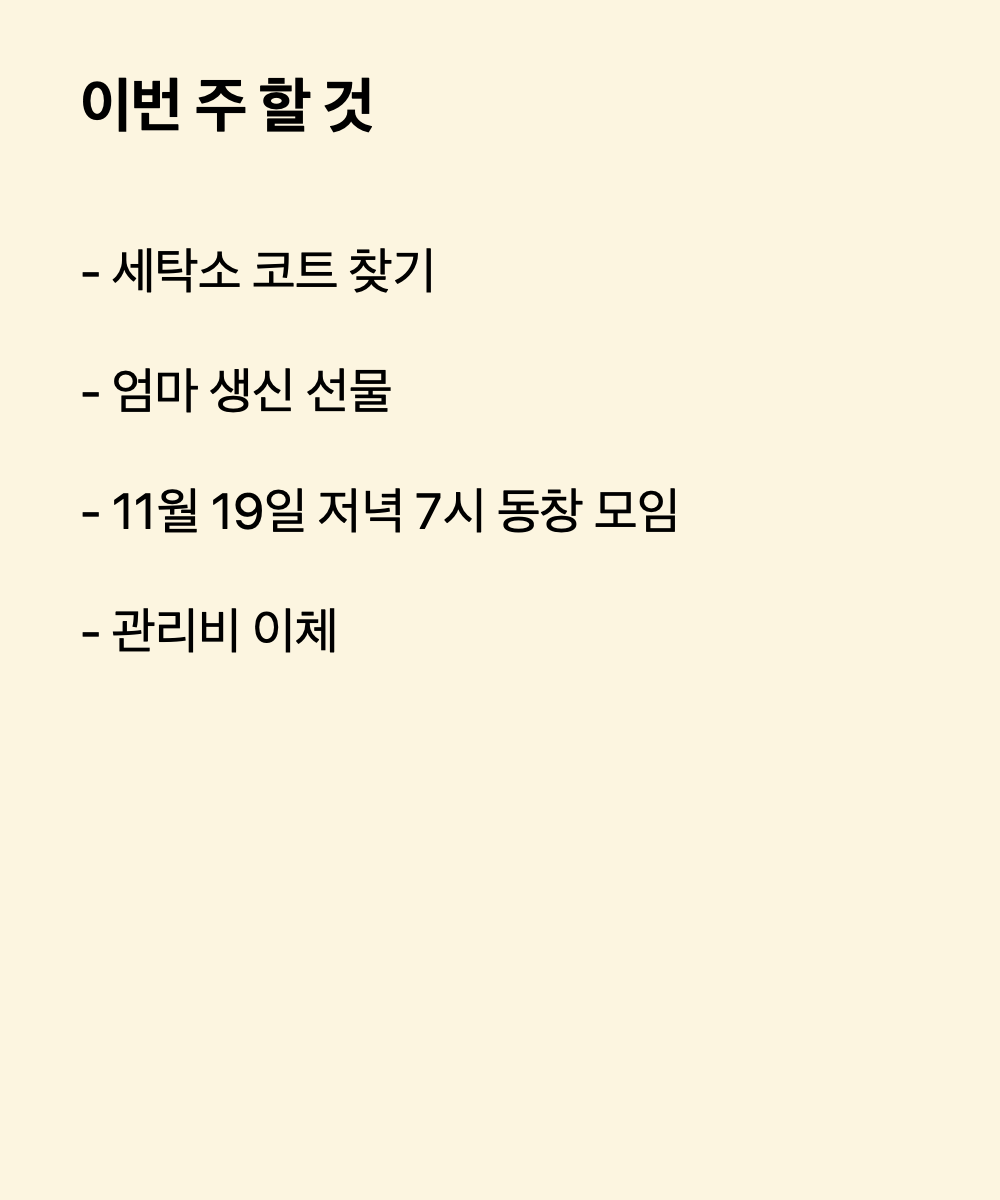 이번 주 할 것
- 세탁소 코트 찾기
- 엄마 생신 선물
- 11월 19일 저녁 7시 동창 모임
- 관리비 이체